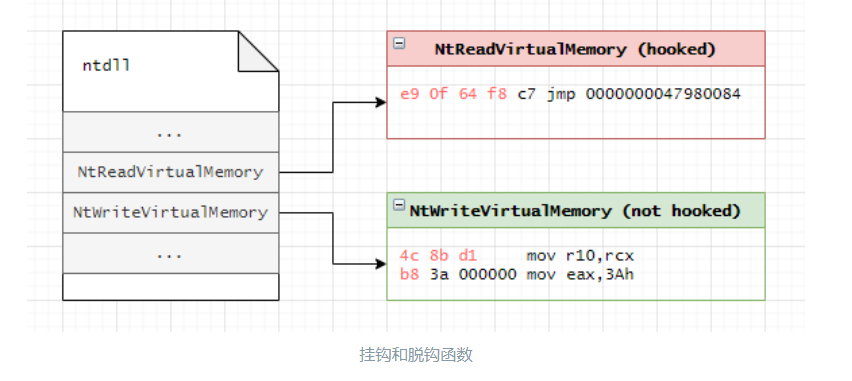 ntdll
...
NtReadVirtualMemory
NtWriteVirtualMemory
...
NtReadVirtualMemory (hooked)
e9 0f 64 f8 c7 jmp 0000000047980084
NtWriteVirtualMemory (not hooked)
4c 8b d1 mov r10,rcx
b8 3a 000000 mov eax,3Ah
挂钩和脱钩函数